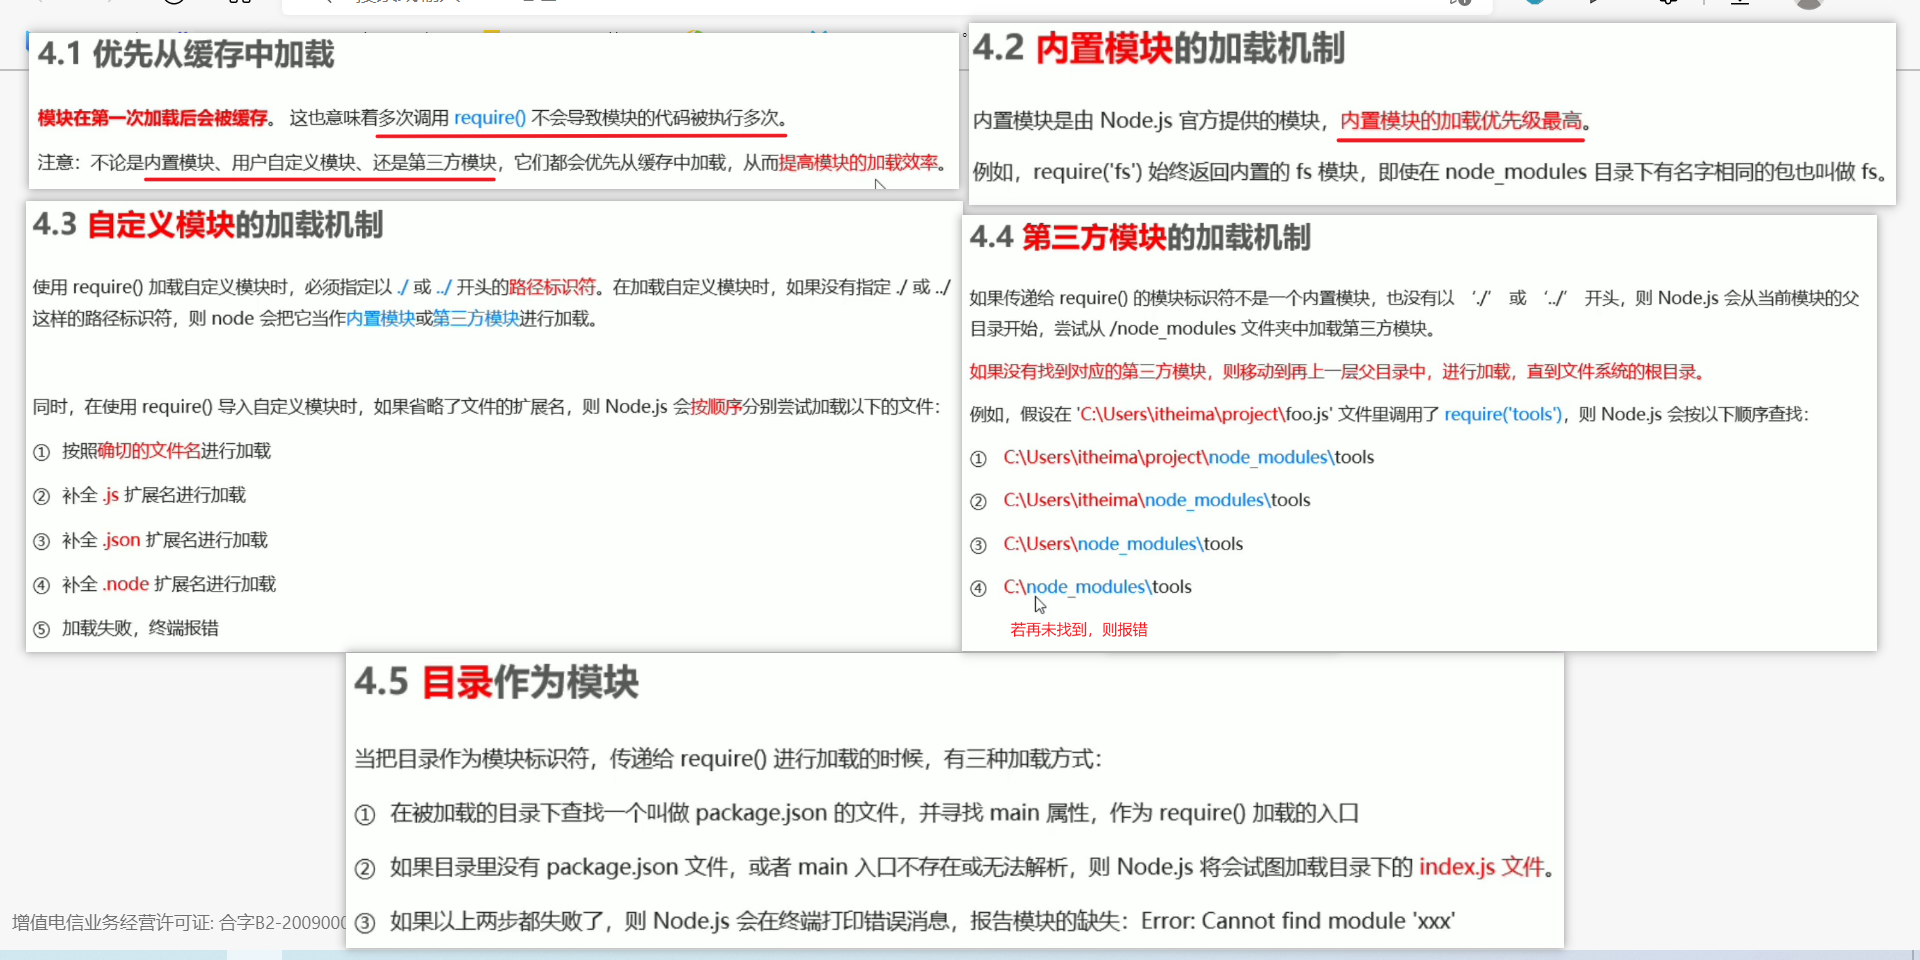 4.1 优先从缓存中加载
模块在第一次加载后会被缓存。 这也意味着多次调用 require() 不会导致模块的代码被执行多次。
注意：不论是内置模块、用户自定义模块、还是第三方模块，它们都会优先从缓存中加载，从而提高模块的加载效率。
4.2 内置模块的加载机制
内置模块是由 Node.js 官方提供的模块，内置模块的加载优先级最高。
例如，require('fs') 始终返回内置的 fs 模块，即使在 node_modules 目录下有名字相同的包也叫做 fs。
4.3 自定义模块的加载机制
使用 require() 加载自定义模块时，必须指定以 ./ 或 ../ 开头的路径标识符。在加载自定义模块时，如果没有指定 ./ 或 ../
这样的路径标识符，则 node 会把它当作内置模块或第三方模块进行加载。
同时，在使用 require() 导入自定义模块时，如果省略了文件的扩展名，则 Node.js 会按顺序分别尝试加载以下的文件：
① 按照确切的文件名进行加载
② 补全 .js 扩展名进行加载
③ 补全 .json 扩展名进行加载
④ 补全 .node 扩展名进行加载
⑤ 加载失败，终端报错
4.4 第三方模块的加载机制
如果传递给 require() 的模块标识符不是一个内置模块，也没有以 ‘./’ 或 ‘../’ 开头，则 Node.js 会从当前模块的父
目录开始，尝试从 /node_modules 文件夹中加载第三方模块。
如果没有找到对应的第三方模块，则移动到再上一层父目录中，进行加载，直到文件系统的根目录。
例如，假设在 'C:\Users\itheima\project\foo.js' 文件里调用了 require('tools')，则 Node.js 会按以下顺序查找：
① C:\Users\itheima\project\node_modules\tools
② C:\Users\itheima\node_modules\tools
③ C:\Users\node_modules\tools
④ C:\node_modules\tools
若再未找到，则报错
4.5 目录作为模块
当把目录作为模块标识符，传递给 require() 进行加载的时候，有三种加载方式：
① 在被加载的目录下查找一个叫做 package.json 的文件，并寻找 main 属性，作为 require() 加载的入口
② 如果目录里没有 package.json 文件，或者 main 入口不存在或无法解析，则 Node.js 将会试图加载目录下的 index.js 文件。
③ 如果以上两步都失败了，则 Node.js 会在终端打印错误消息，报告模块的缺失：Error: Cannot find module 'xxx'
增值电信业务经营许可证: 合字B2-2009000